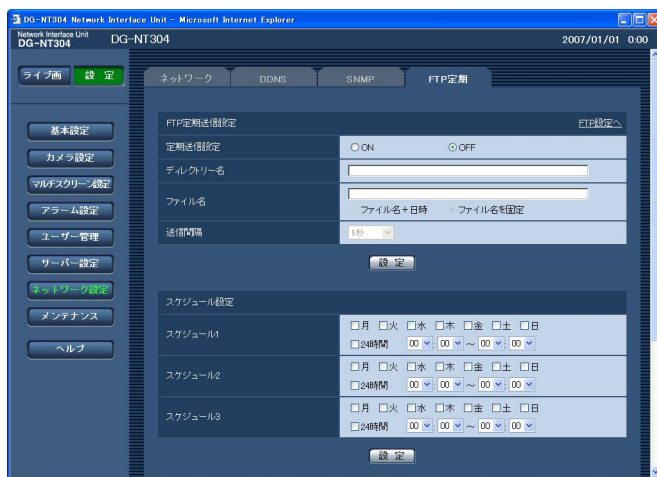 DG-NT304 Network Interface Unit - Microsoft Internet Explorer
Network Interface Unit
DG-NT304 DG-NT304 2007/01/01 0:00
ライブ画 設 定
ネットワーク DDNS SNMP FTP定期
基本設定
カメラ設定
マルチスクリーン設定
アラーム設定
ユーザー管理
サーバー設定
ネットワーク設定
メンテナンス
ヘルプ
FTP定期送信設定 FTP設定へ
定期送信設定 ON OFF
ディレクトリー名
ファイル名
ファイル名+日時 ファイル名を固定
送信間隔 5秒
設 定
スケジュール設定
スケジュール1
月 火 水 木 金 土 日
24時間 00 : 00 ~ 00 : 00
スケジュール2
月 火 水 木 金 土 日
24時間 00 : 00 ~ 00 : 00
スケジュール3
月 火 水 木 金 土 日
24時間 00 : 00 ~ 00 : 00
設 定